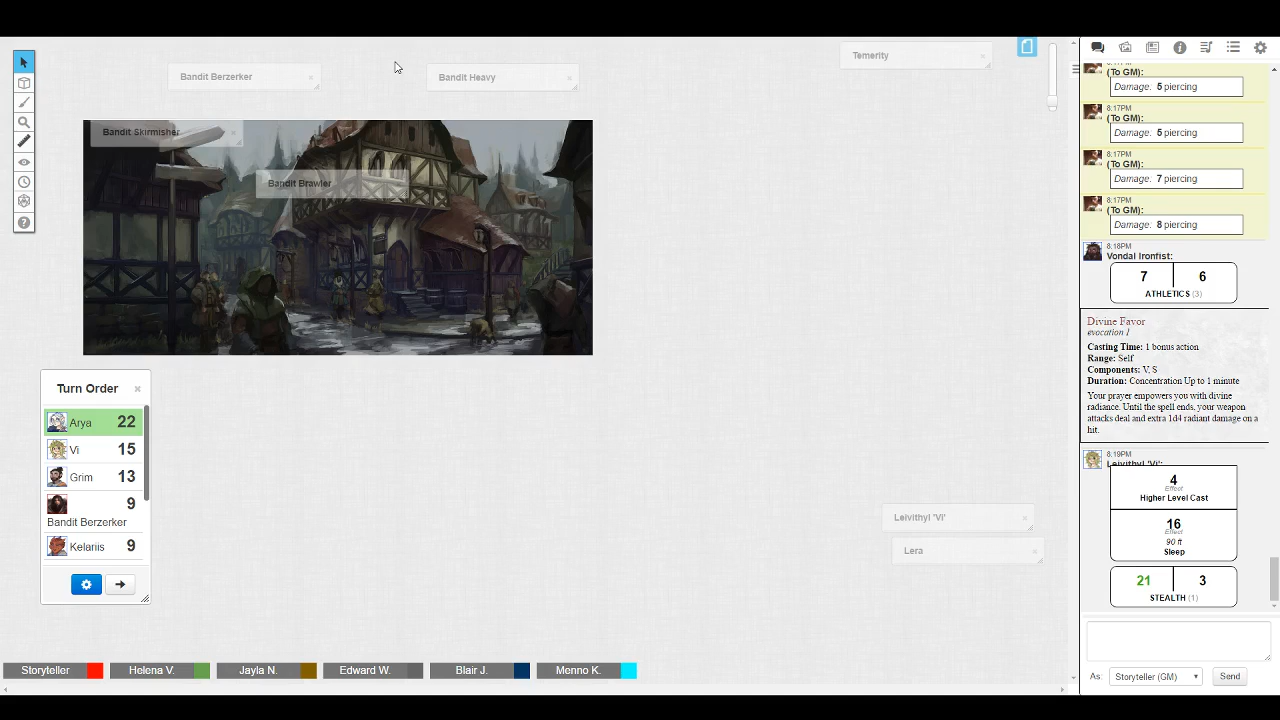 Bandit Berzerker
Bandit Heavy
Temerity
Bandit Skirmisher
Bandit Brawler
Turn Order
Arya 22
Vi 15
Grim 13
9
Bandit Berzerker
Kelariis 9
Leivithyl 'Vi'
Lera
Storyteller
Helena V.
Jayla N.
Edward W.
Blair J.
Menno K.
(To GM):
Damage: 5 piercing
8:17PM
(To GM):
Damage: 5 piercing
8:17PM
(To GM):
Damage: 7 piercing
8:17PM
(To GM):
Damage: 8 piercing
8:18PM
Vondal Ironfist:
7 6
ATHLETICS (3)
Divine Favor
evocation 1
Casting Time: 1 bonus action
Range: Self
Components: V, S
Duration: Concentration Up to 1 minute
Your prayer empowers you with divine
radiance. Until the spell ends, your weapon
attacks deal and extra 1d4 radiant damage on a
hit.
8:19PM
Leivithyl 'Vi':
4
Effect
Higher Level Cast
16
Effect
90 ft
Sleep
21 3
STEALTH (1)
As: Storyteller (GM) Send